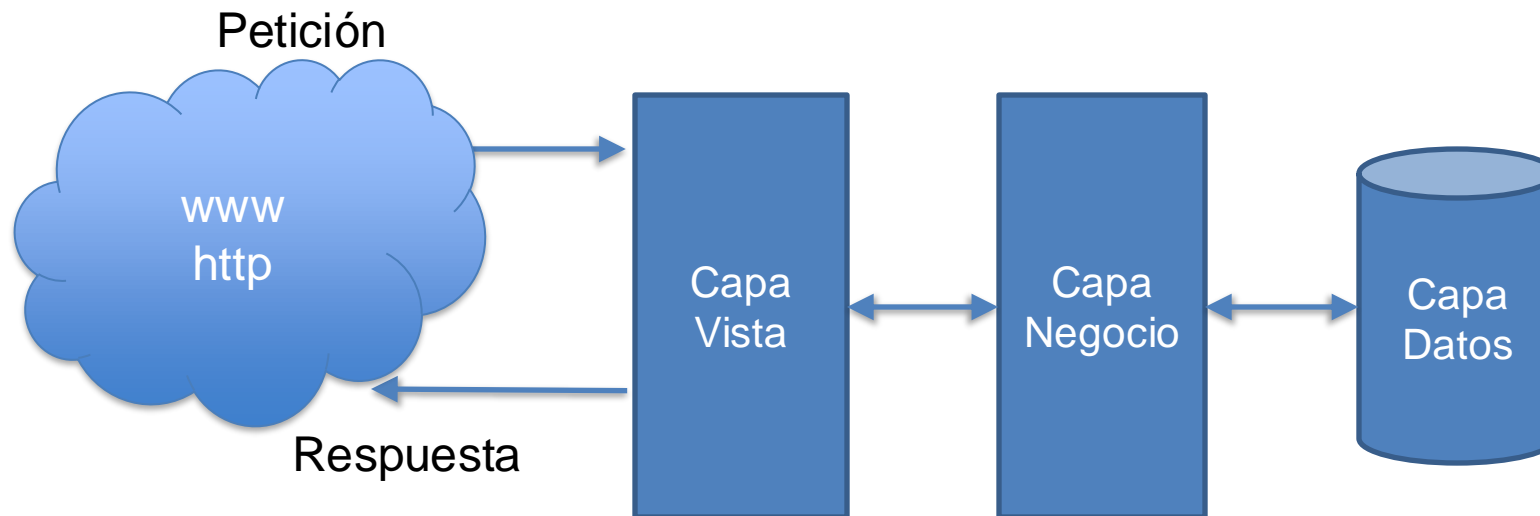 Petición
www
http
Capa
Vista
Capa
Negocio
Capa
Datos
Respuesta